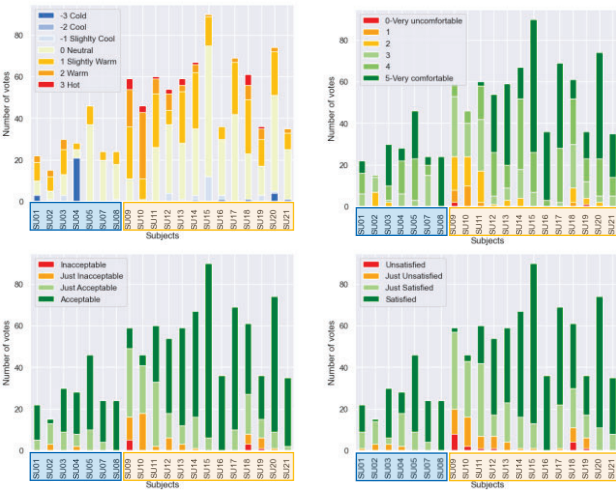 -3 Cold
-2 Cool
-1 Slighlty Cool
0 Neutral
1 Slightly Warm
2 Warm
3 Hot
Number of votes
80
60
40
20
0
SU01 SU02 SU03 SU04 SU05 SU07 SU08 SU09 SU10 SU11 SU12 SU13 SU14 SU15 SU16 SU17 SU18 SU19 SU20 SU21
Subjects
0-Very uncomfortable
1
2
3
4
5-Very comfortable
Number of votes
80
60
40
20
0
SU01 SU02 SU03 SU04 SU05 SU07 SU08 SU09 SU10 SU11 SU12 SU13 SU14 SU15 SU16 SU17 SU18 SU19 SU20 SU21
Subjects
Inacceptable
Just Inacceptable
Just Acceptable
Acceptable
Number of votes
80
60
40
20
0
SU01 SU02 SU03 SU04 SU05 SU07 SU08 SU09 SU10 SU11 SU12 SU13 SU14 SU15 SU16 SU17 SU18 SU19 SU20 SU21
Subjects
Unsatisfied
Just Unsatisfied
Just Satisfied
Satisfied
Number of votes
80
60
40
20
0
SU01 SU02 SU03 SU04 SU05 SU07 SU08 SU09 SU10 SU11 SU12 SU13 SU14 SU15 SU16 SU17 SU18 SU19 SU20 SU21
Subjects